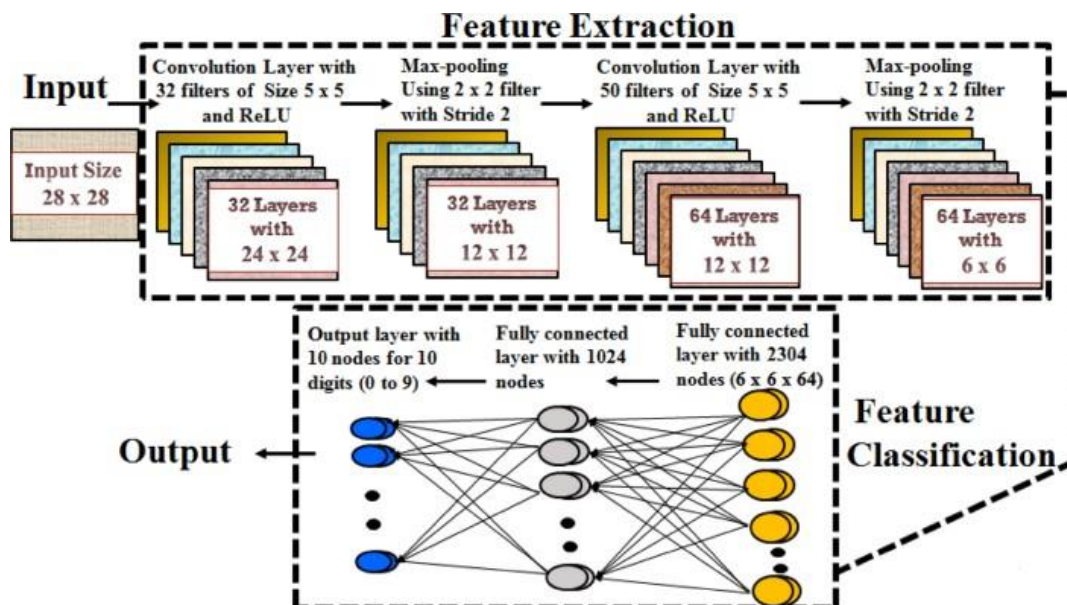 Feature Extraction
Input
Input Size
28 x 28
Convolution Layer with
32 filters of Size 5 x 5
and ReLU
32 Layers
with
24 x 24
Max-pooling
Using 2 x 2 filter
with Stride 2
32 Layers
with
12 x 12
Convolution Layer with
50 filters of Size 5 x 5
and ReLU
64 Layers
with
12 x 12
Max-pooling
Using 2 x 2 filter
with Stride 2
64 Layers
with
6 x 6
Fully connected
layer with 2304
nodes (6 x 6 x 64)
Fully connected
layer with 1024
nodes
Output layer with
10 nodes for 10
digits (0 to 9)
Feature
Classification
Output